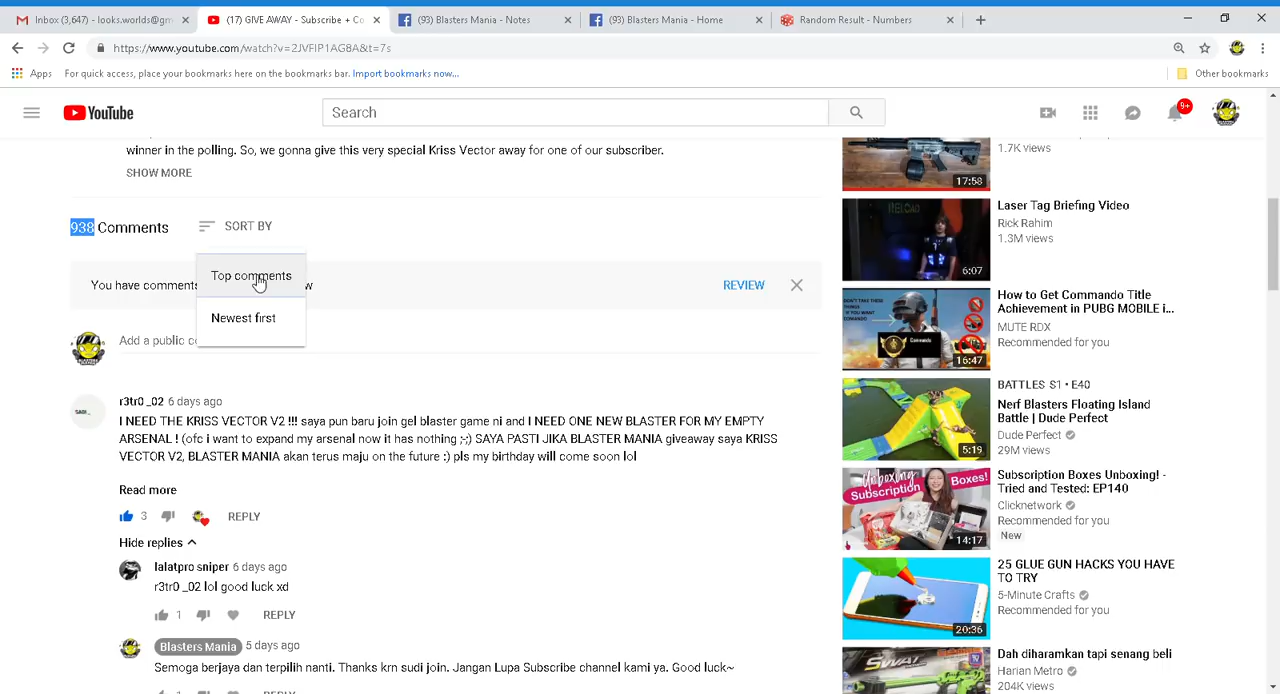 Inbox (3,647) - looks.worlds@gm
(17) GIVE AWAY - Subscribe + Co
(93) Blasters Mania - Notes
(93) Blasters Mania - Home
Random Result - Numbers
https://www.youtube.com/watch?v=2JVFIP1AG8A&t=7s
Apps
For quick access, place your bookmarks here on the bookmarks bar. Import bookmarks now...
Other bookmarks
YouTube
Search
9+
the polling. So, we gonna give this very special Kriss Vector away for one of our subscriber.
SHOW MORE
938 Comments
SORT BY
Top comments
Newest first
You have comments
w
REVIEW
Add a public co
r3tr0_02 6 days ago
I NEED THE KRISS VECTOR V2 !!! saya pun baru join gel blaster game ni and I NEED ONE NEW BLASTER FOR MY EMPTY
ARSENAL ! (ofc i want to expand my arsenal now it has nothing ;-;) SAYA PASTI JIKA BLASTER MANIA giveaway saya KRISS
VECTOR V2, BLASTER MANIA akan terus maju on the future :) pls my birthday will come soon lol
Read more
3
REPLY
Hide replies
lalatpro sniper 6 days ago
r3tr0_02 lol good luck xd
1
REPLY
Blasters Mania 5 days ago
Semoga berjaya dan terpilih nanti. Thanks krn sudi join. Jangan Lupa Subscribe channel kami ya. Good luck~
1.7K views
17:58
Laser Tag Briefing Video
Rick Rahim
1.3M views
6:07
How to Get Commando Title
Achievement in PUBG MOBILE i...
MUTE RDX
Recommended for you
16:47
BATTLES S1 • E40
Nerf Blasters Floating Island
Battle | Dude Perfect
Dude Perfect
29M views
5:19
Unboxing
Subscription Boxes!
Subscription Boxes Unboxing! -
Tried and Tested: EP140
Clicknetwork
Recommended for you
New
14:17
25 GLUE GUN HACKS YOU HAVE
TO TRY
5-Minute Crafts
Recommended for you
20:36
Dah diharamkan tapi senang beli
Harian Metro
204K views
SWAT